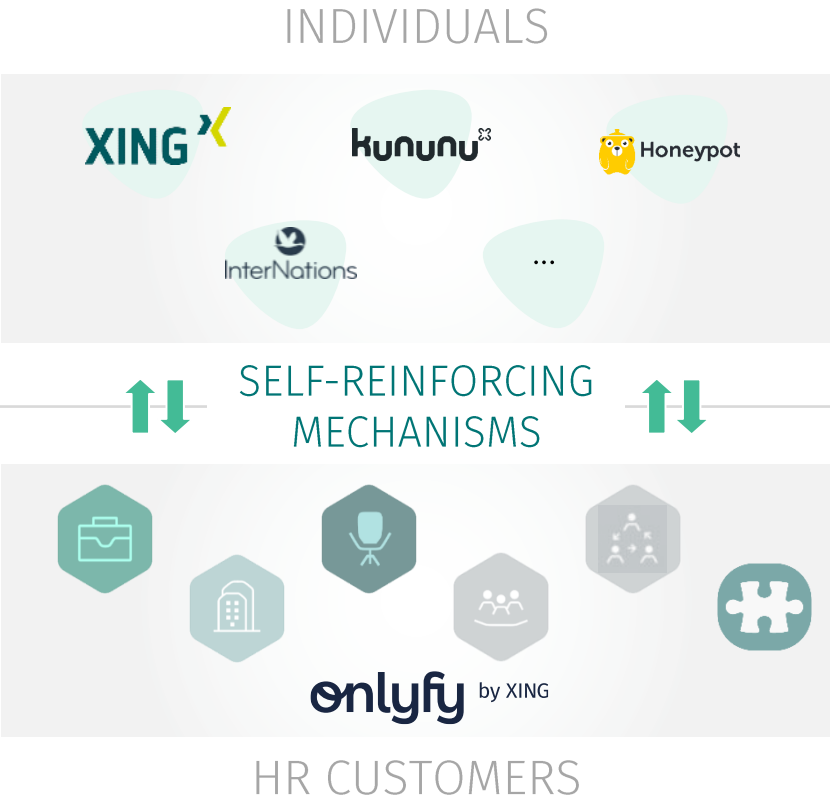 INDIVIDUALS
XING
kununu
Honeypot
InterNations
...
SELF-REINFORCING
MECHANISMS
onlyfy by XING
HR CUSTOMERS